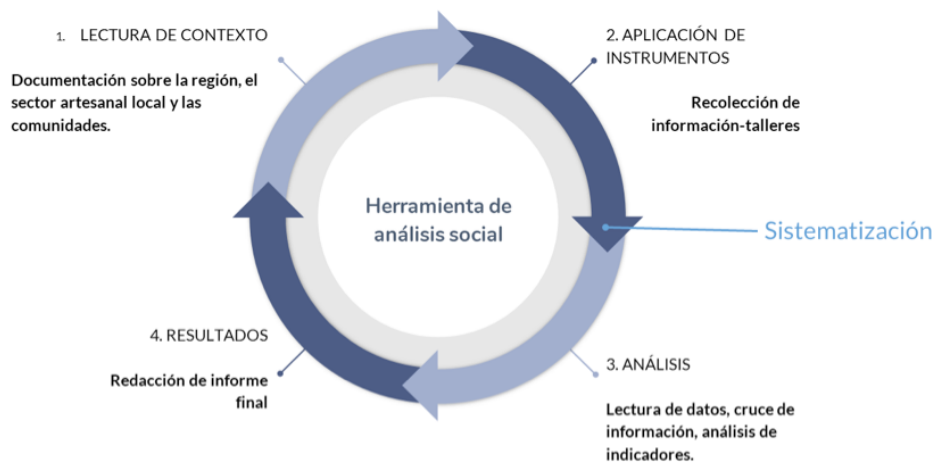 1. LECTURA DE CONTEXTO
Documentación sobre la región, el
sector artesanal local y las
comunidades.
2. APLICACIÓN DE
INSTRUMENTOS
Recolección de
información-talleres
Herramienta de
análisis social
Sistematización
4. RESULTADOS
Redacción de informe
final
3. ANÁLISIS
Lectura de datos, cruce de
información, análisis de
indicadores.